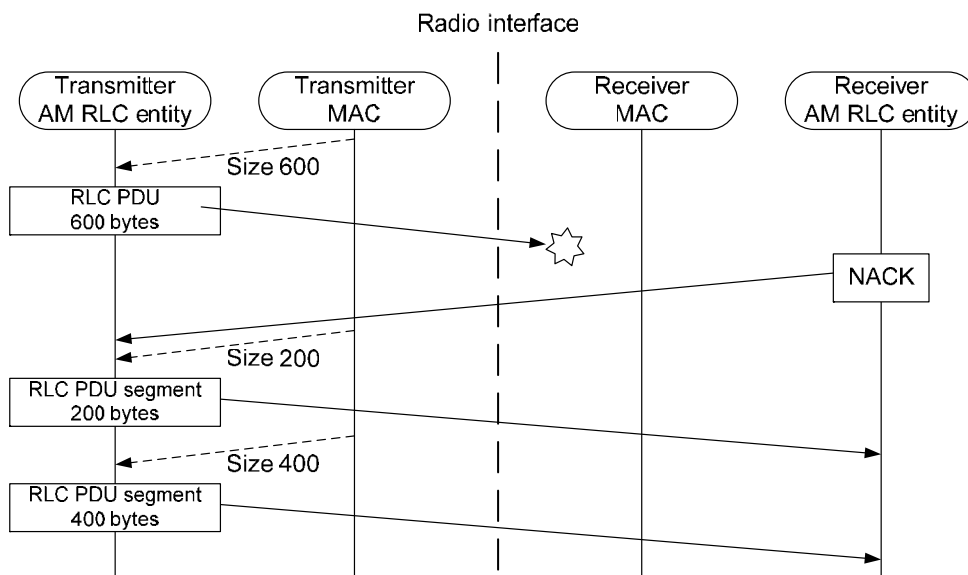 Radio interface
Transmitter
AM RLC entity
Transmitter
MAC
Receiver
MAC
Receiver
AM RLC entity
Size 600
RLC PDU
600 bytes
NACK
Size 200
RLC PDU segment
200 bytes
Size 400
RLC PDU segment
400 bytes